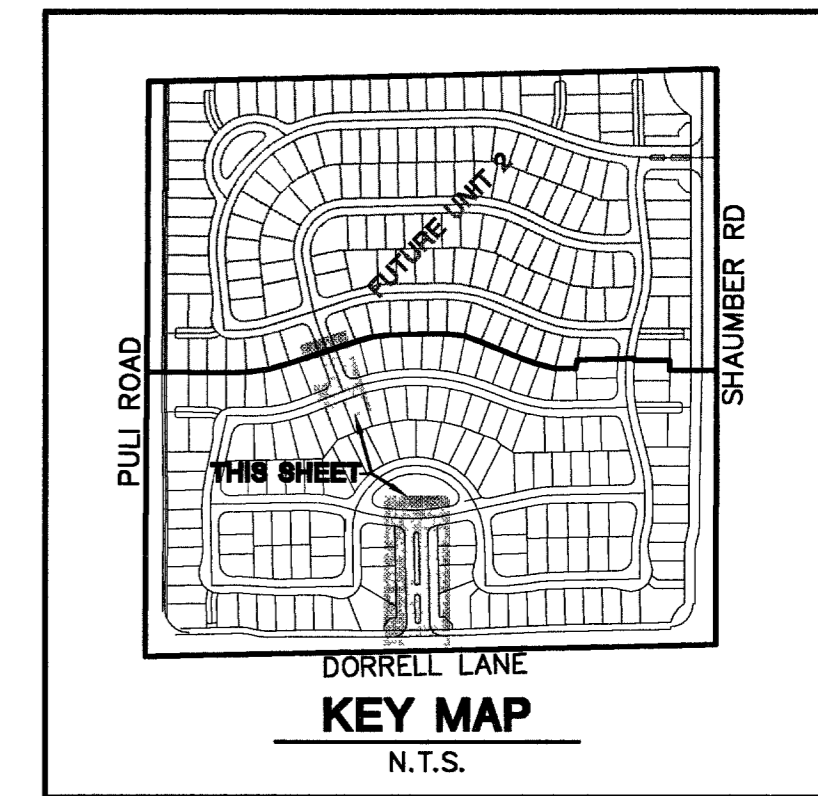 FUTURE UNIT 2
PULI ROAD
SHAUMBER RD
THIS SHEET
DORRELL LANE
KEY MAP
N.T.S.